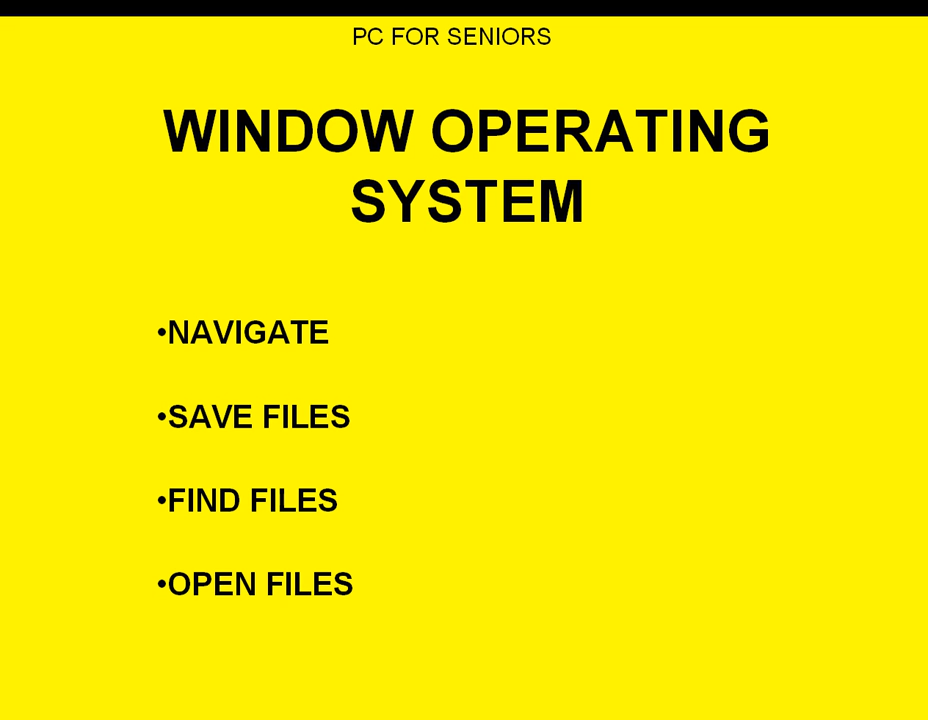 PC FOR SENIORS
WINDOW OPERATING
SYSTEM
•NAVIGATE
•SAVE FILES
•FIND FILES
•OPEN FILES